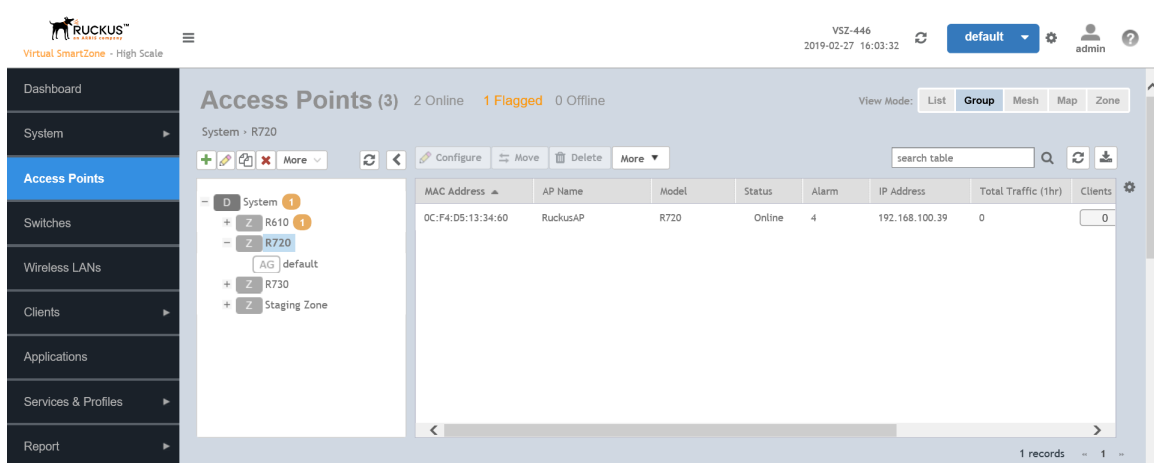 RUCKUS™
an ARRIS company
Virtual SmartZone - High Scale
VSZ-446
2019-02-27 16:03:32
default
admin
Dashboard
System
Access Points
Switches
Wireless LANs
Clients
Applications
Services & Profiles
Report
Access Points (3) 2 Online 1 Flagged 0 Offline
View Mode: List Group Mesh Map Zone
System > R720
More
Configure Move Delete More
search table
D System 1
Z R610 1
Z R720
AG default
Z R730
Z Staging Zone
MAC Address AP Name Model Status Alarm IP Address Total Traffic (1hr) Clients
0C:F4:D5:13:34:60 RuckusAP R720 Online 4 192.168.100.39 0 0
1 records « 1 »